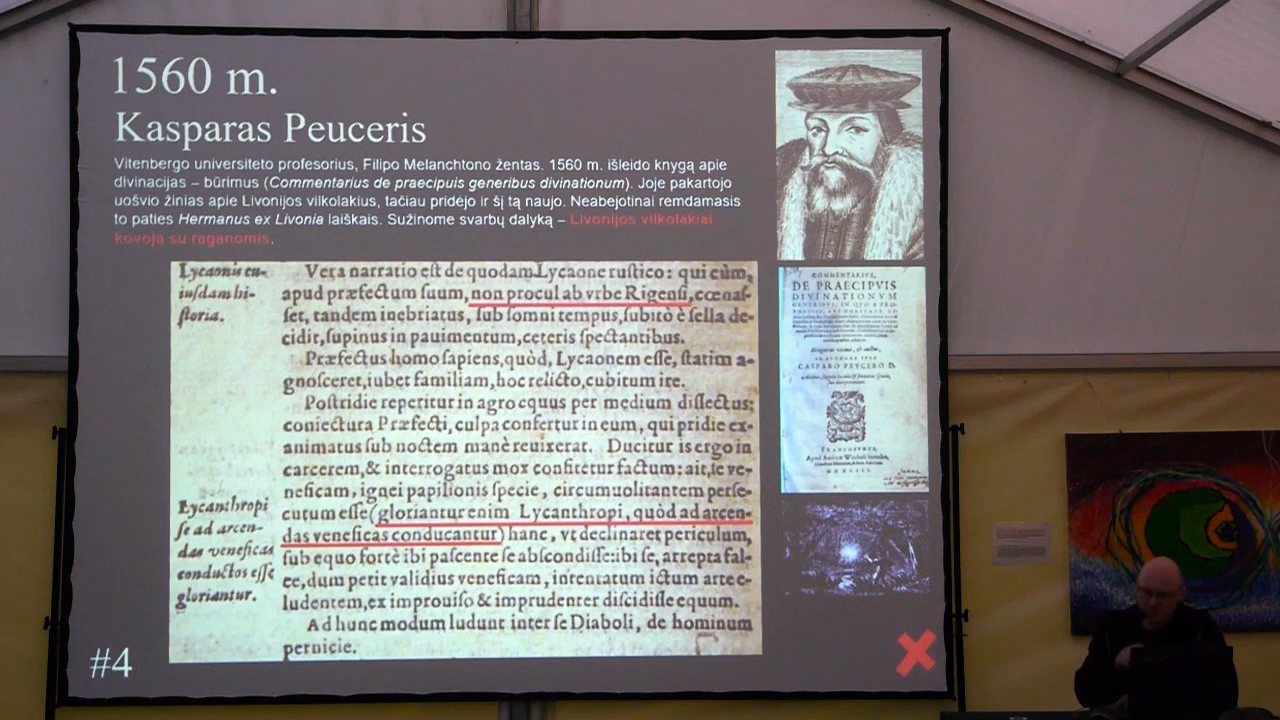 1560 m.
Kasparas Peuceris
Vitenbergo universiteto profesorius, Filipo Melanchtono žentas. 1560 m. išleido knygą apie
divinacijas – būrimus (Commentarius de praecipuis generibus divinationum). Joje pakartojo
uošvio žinias apie Livonijos vilkolakius, tačiau pridėjo ir šį tą naujo. Neabejotinai remdamasis
to paties Hermanus ex Livonia laiškais. Sužinome svarbų dalyką – Livonijos vilkolakiai
kovoja su raganomis.
Lycaonis cu-
iusdam hi-
storia.
Vera narratio est de quodam Lycaone rustico: qui cùm,
apud præfectum suum, non procul ab vrbe Rigensi, cœnas-
set, tandem inebriatus, sub somni tempus, subitò è sella de-
cidit, supinus in pauimentum, ceteris spectantibus.
Præfectus homo sapiens, quòd, Lycaonem esse, statim a-
gnosceret, iubet familiam, hoc relicto, cubitum ire.
Postridie reperitur in agro equus per medium dissectus;
coniectura Præfecti, culpa confertur in eum, qui pridie ex-
animatus sub noctem manè reuixerat. Ducitur is ergo in
carcerem, & interrogatus mox confitetur factum: ait, se ve-
neficam, ignei papilionis specie, circumuolitantem perse-
cutum esse (gloriantur enim Lycanthropi, quòd ad arcen-
das veneficas conducantur) hanc, vt declinaret periculum,
sub equo fortè ibi pascente se abscondisse: ibi se, arrepta fal-
ce, dum petit validius veneficam, intentatum ictum arte e-
ludentem, ex improuiso & imprudenter discidisse equum.
Ad hunc modum ludunt inter se Diaboli, de hominum
pernicie.
Lycanthropi
se ad arcen-
das veneficas
conductos esse
gloriantur.
COMMENTARIVS,
DE PRAECIPVIS
DIVINATIONVM
GENERIBVS, IN QVO A PRO-
CASPARO PEVCERO D.
FRANCOFVRTI,
#4